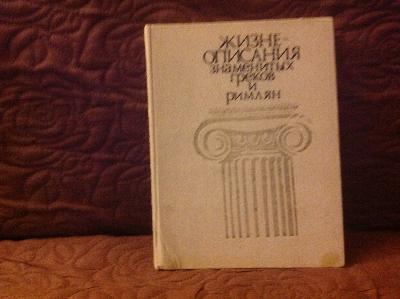 ЖИЗНЕ-
ОПИСАНИЯ
знаменитых
греков
и
римлян